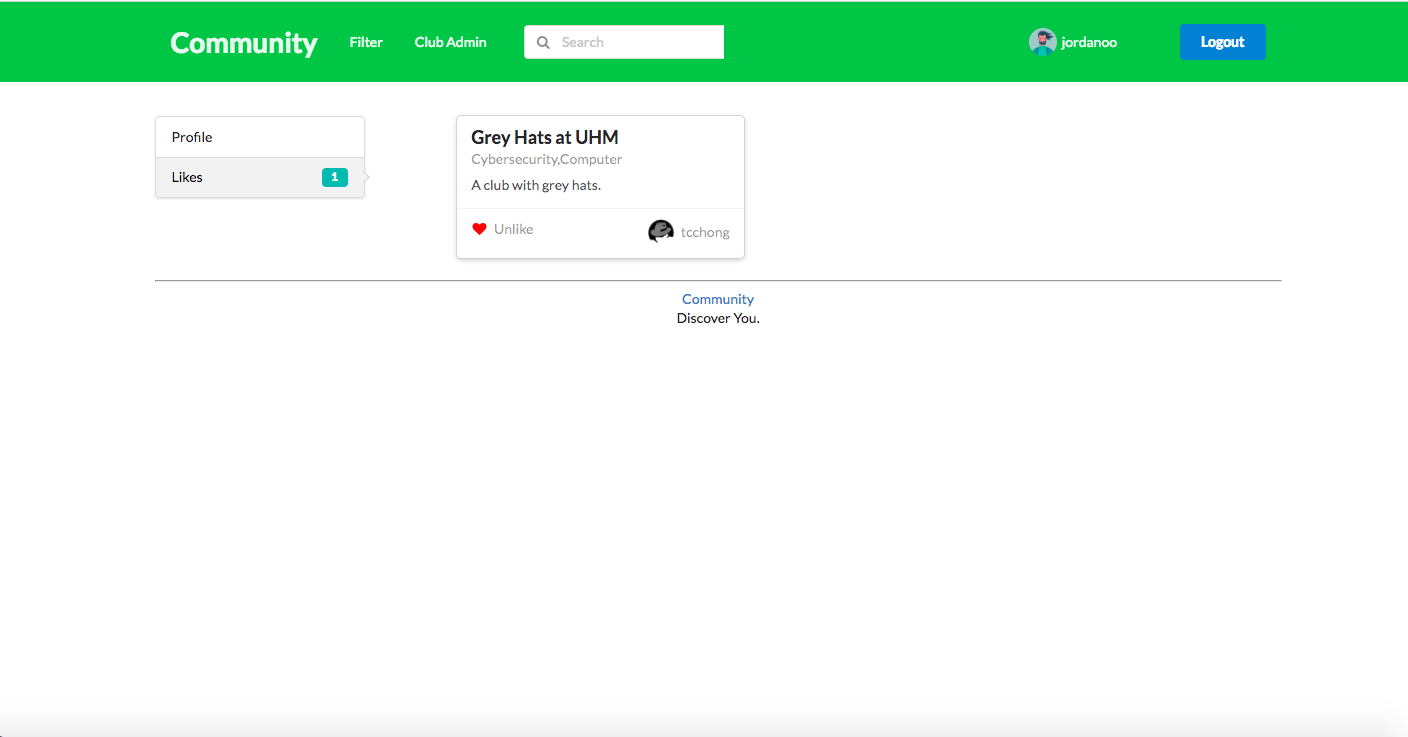 Community
Filter
Club Admin
Search
jordanoo
Logout
Profile
Likes
1
Grey Hats at UHM
Cybersecurity,Computer
A club with grey hats.
Unlike
tcchong
Community
Discover You.